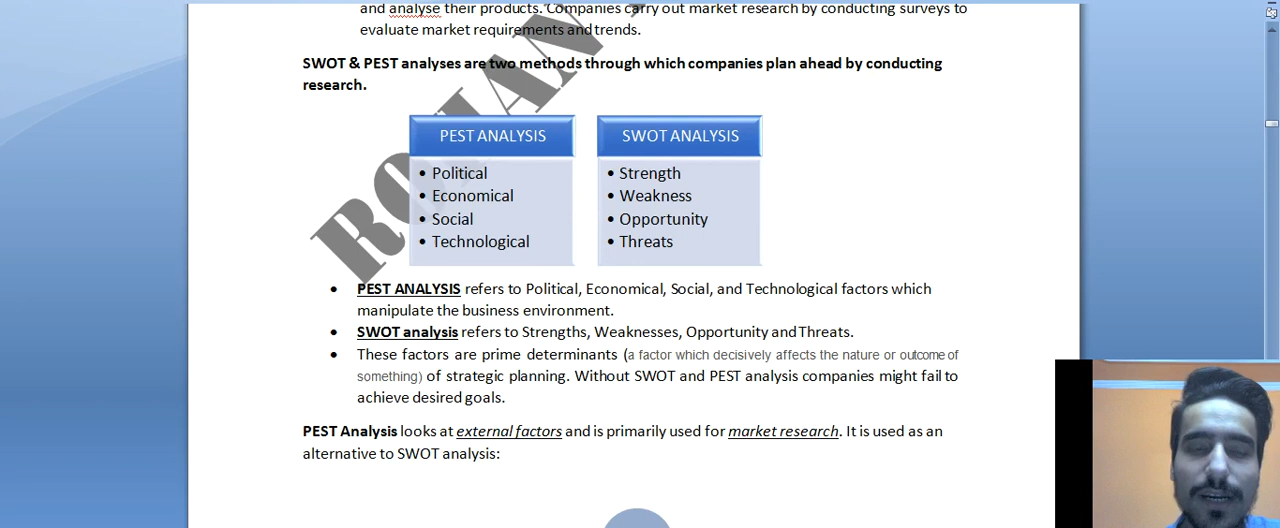 and analyse their products. Companies carry out market research by conducting surveys to
evaluate market requirements and trends.
SWOT & PEST analyses are two methods through which companies plan ahead by conducting
research.
PEST ANALYSIS
• Political
• Economical
• Social
• Technological
SWOT ANALYSIS
• Strength
• Weakness
• Opportunity
• Threats
• PEST ANALYSIS refers to Political, Economical, Social, and Technological factors which
manipulate the business environment.
• SWOT analysis refers to Strengths, Weaknesses, Opportunity and Threats.
• These factors are prime determinants (a factor which decisively affects the nature or outcome of
something) of strategic planning. Without SWOT and PEST analysis companies might fail to
achieve desired goals.
PEST Analysis looks at external factors and is primarily used for market research. It is used as an
alternative to SWOT analysis: